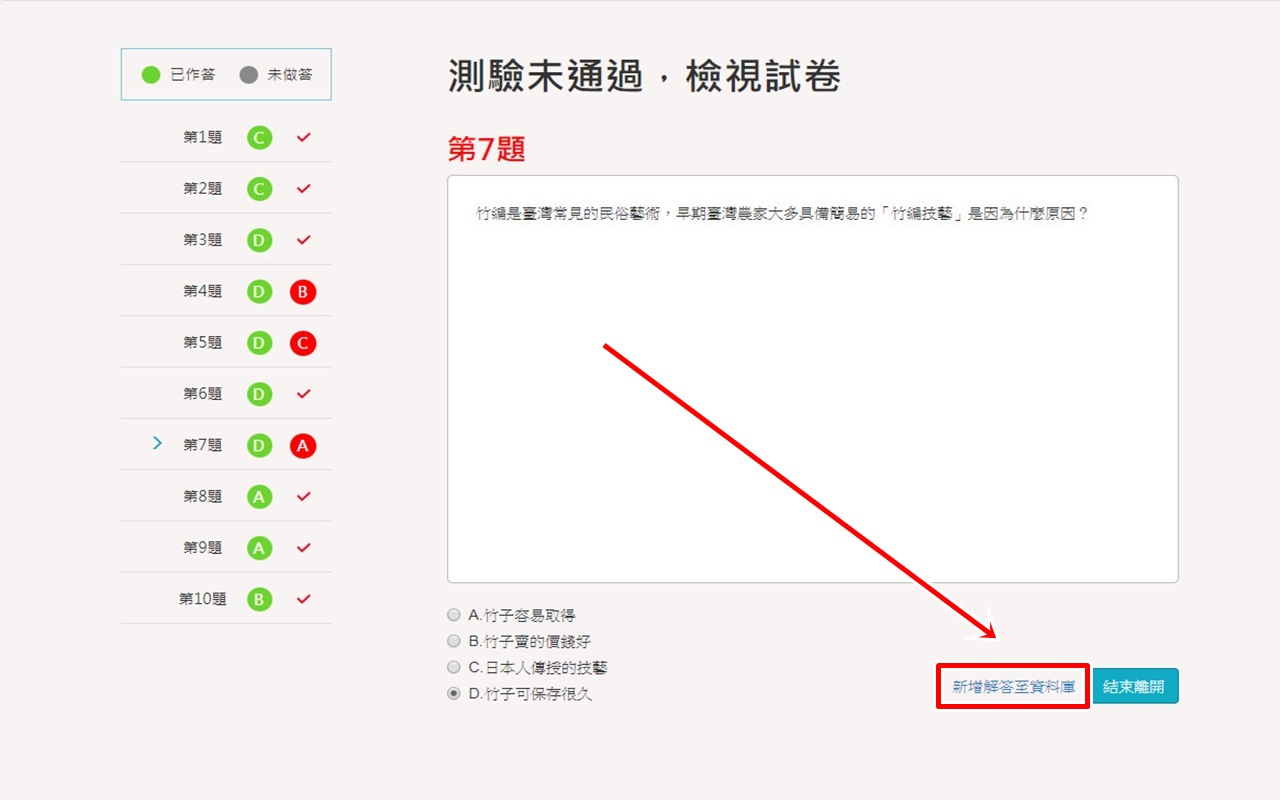 已作答 未做答
第1題 C
第2題 C
第3題 D
第4題 D B
第5題 D C
第6題 D
第7題 D A
第8題 A
第9題 A
第10題 B
測驗未通過，檢視試卷
第7題
竹編是臺灣常見的民俗藝術，早期臺灣農家大多具備簡易的「竹編技藝」是因為什麼原因？
A.竹子容易取得
B.竹子賣的價錢好
C.日本人傳授的技藝
D.竹子可保存很久
新增解答至資料庫 結束離開